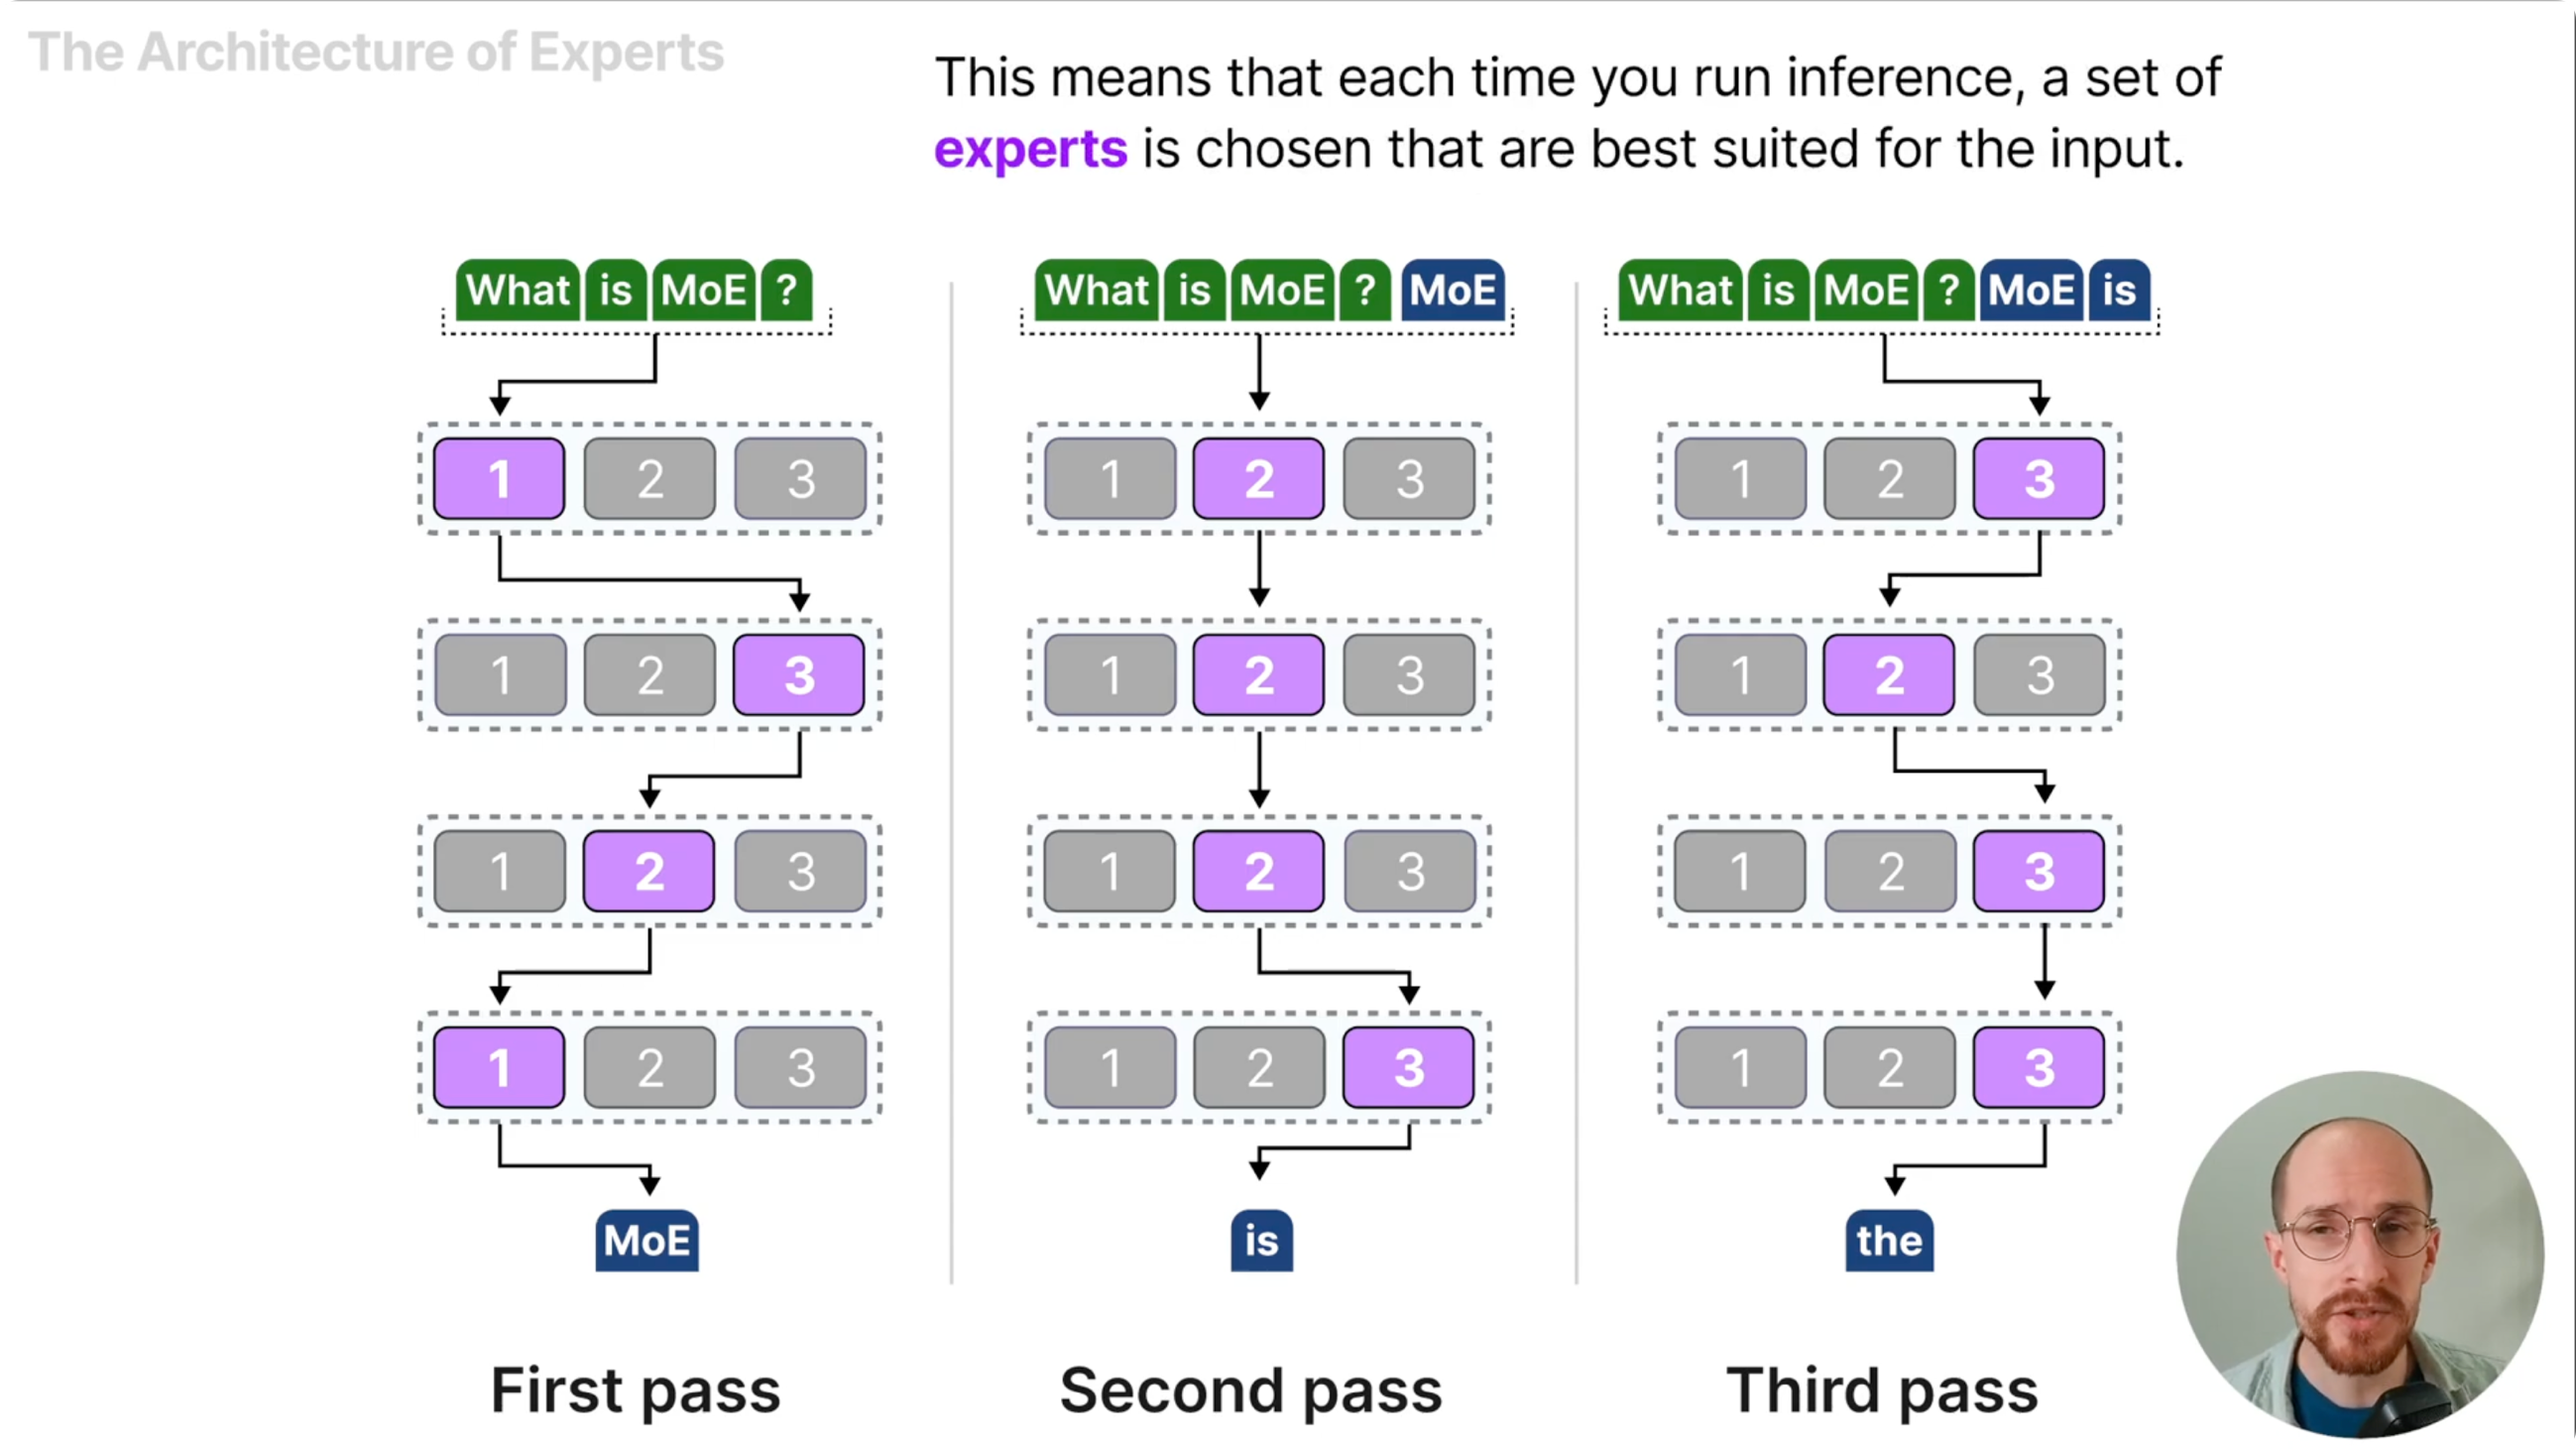 The Architecture of Experts
This means that each time you run inference, a set of
experts is chosen that are best suited for the input.
What is MoE ?
1 2 3
1 2 3
1 2 3
1 2 3
MoE
First pass
What is MoE ? MoE
1 2 3
1 2 3
1 2 3
1 2 3
is
Second pass
What is MoE ? MoE is
1 2 3
1 2 3
1 2 3
1 2 3
the
Third pass